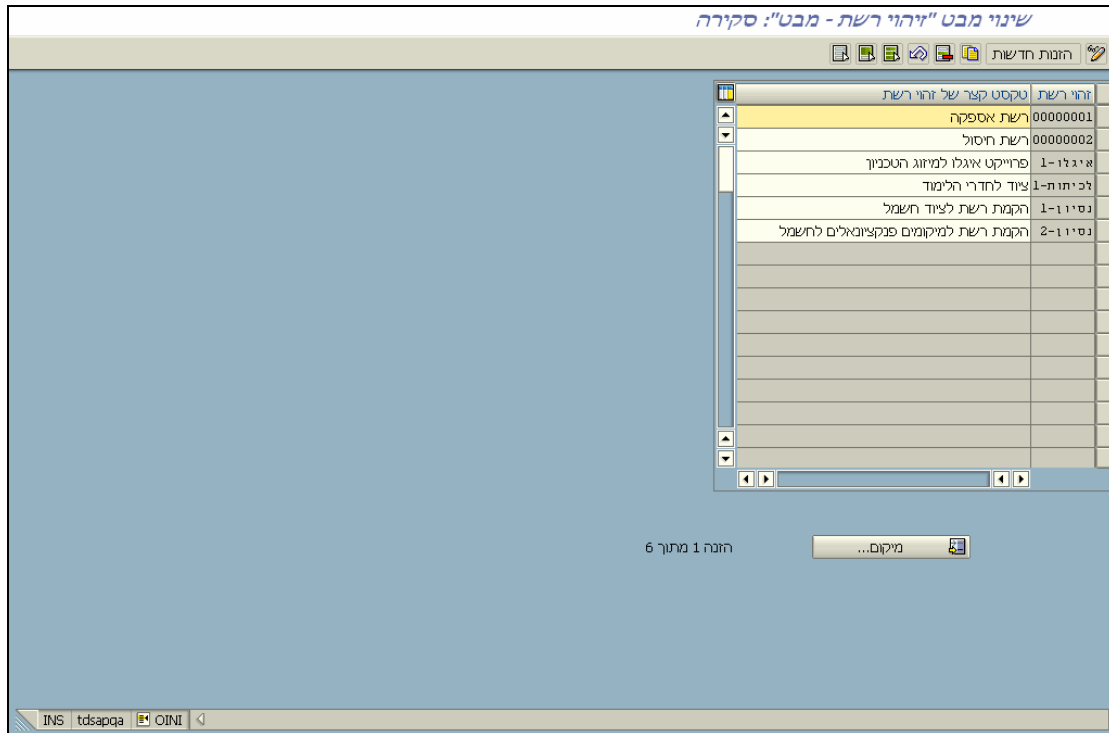 שינוי מבט "זיהוי רשת - מבט": סקירה
הזנות חדשות
זהוי רשת טקסט קצר של זהוי רשת
00000001 רשת אספקה
00000002 רשת חיסול
איגלו-1 פרוייקט איגלו למיזוג הטכניון
לכיתות-1 ציוד לחדרי הלימוד
נסיון-1 הקמת רשת לציוד חשמל
נסיון-2 הקמת רשת למיקומים פנקציונאלים לחשמל
מיקום... הזנה 1 מתוך 6
INS tdsapqa OINI